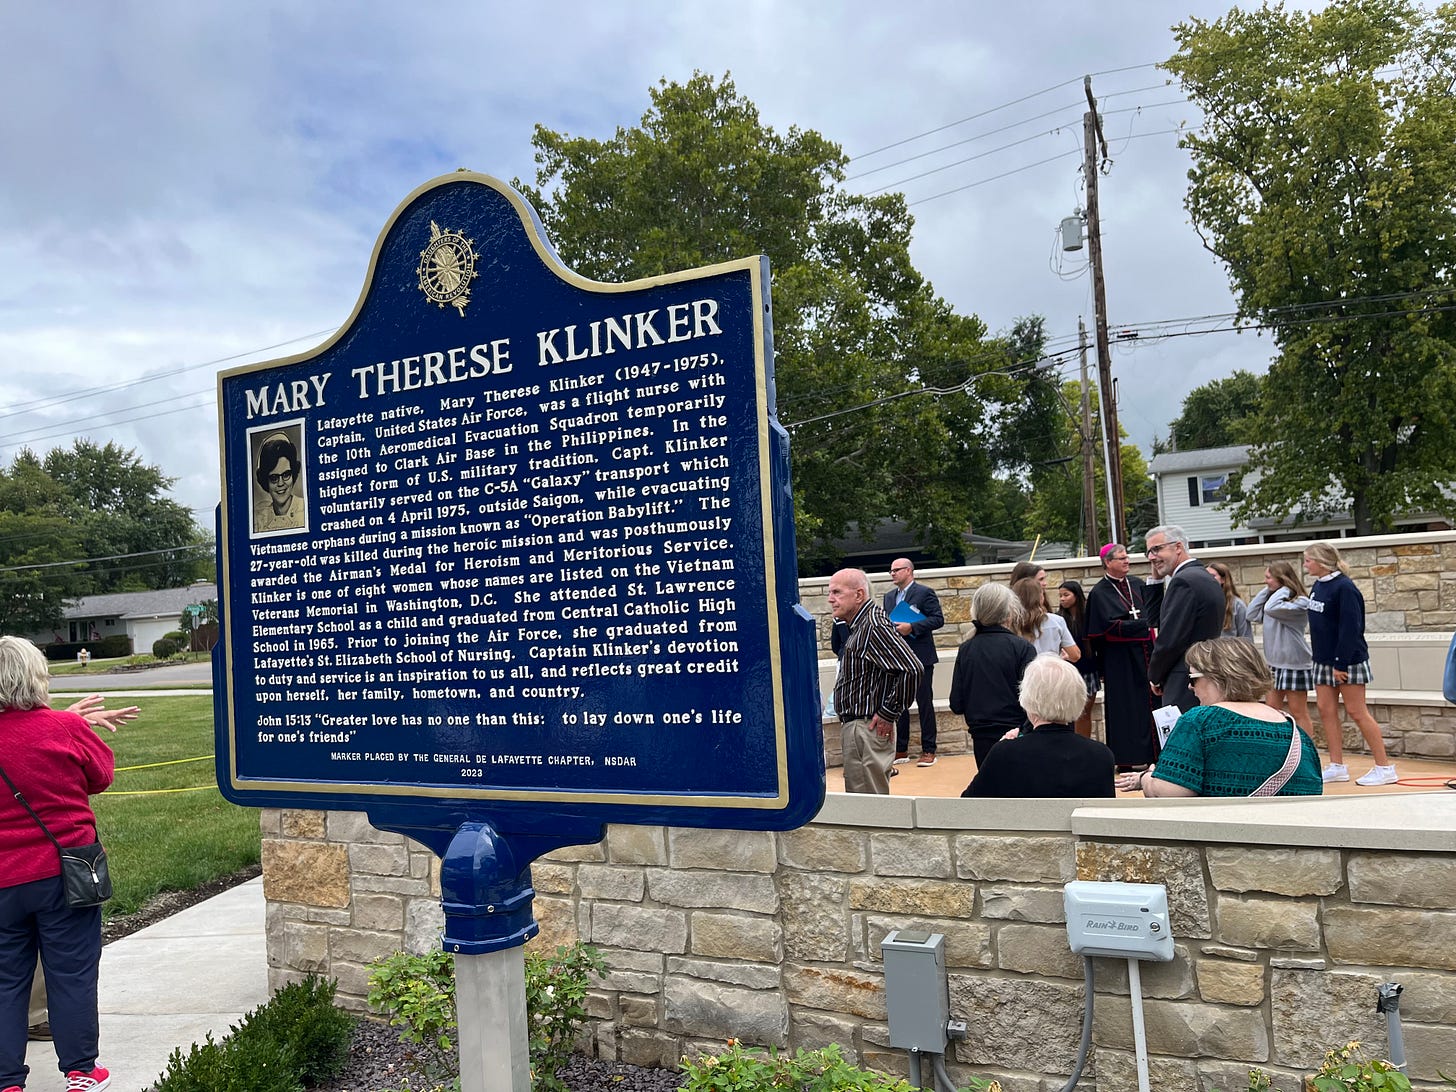 DAUGHTERS OF THE AMERICAN REVOLUTION
MARY THERESE KLINKER
Lafayette native, Mary Therese Klinker (1947-1975),
Captain, United States Air Force, was a flight nurse with
the 10th Aeromedical Evacuation Squadron temporarily
assigned to Clark Air Base in the Philippines. In the
highest form of U.S. military tradition, Capt. Klinker
voluntarily served on the C-5A "Galaxy" transport which
crashed on 4 April 1975, outside Saigon, while evacuating
Vietnamese orphans during a mission known as "Operation Babylift." The
27-year-old was killed during the heroic mission and was posthumously
awarded the Airman's Medal for Heroism and Meritorious Service.
Klinker is one of eight women whose names are listed on the Vietnam
Veterans Memorial in Washington, D.C. She attended St. Lawrence
Elementary School as a child and graduated from Central Catholic High
School in 1965. Prior to joining the Air Force, she graduated from
Lafayette's St. Elizabeth School of Nursing. Captain Klinker's devotion
to duty and service is an inspiration to us all, and reflects great credit
upon herself, her family, hometown, and country.
John 15:13 "Greater love has no one than this: to lay down one's life
for one's friends"
MARKER PLACED BY THE GENERAL DE LAFAYETTE CHAPTER, NSDAR
2023
RAIN BIRD